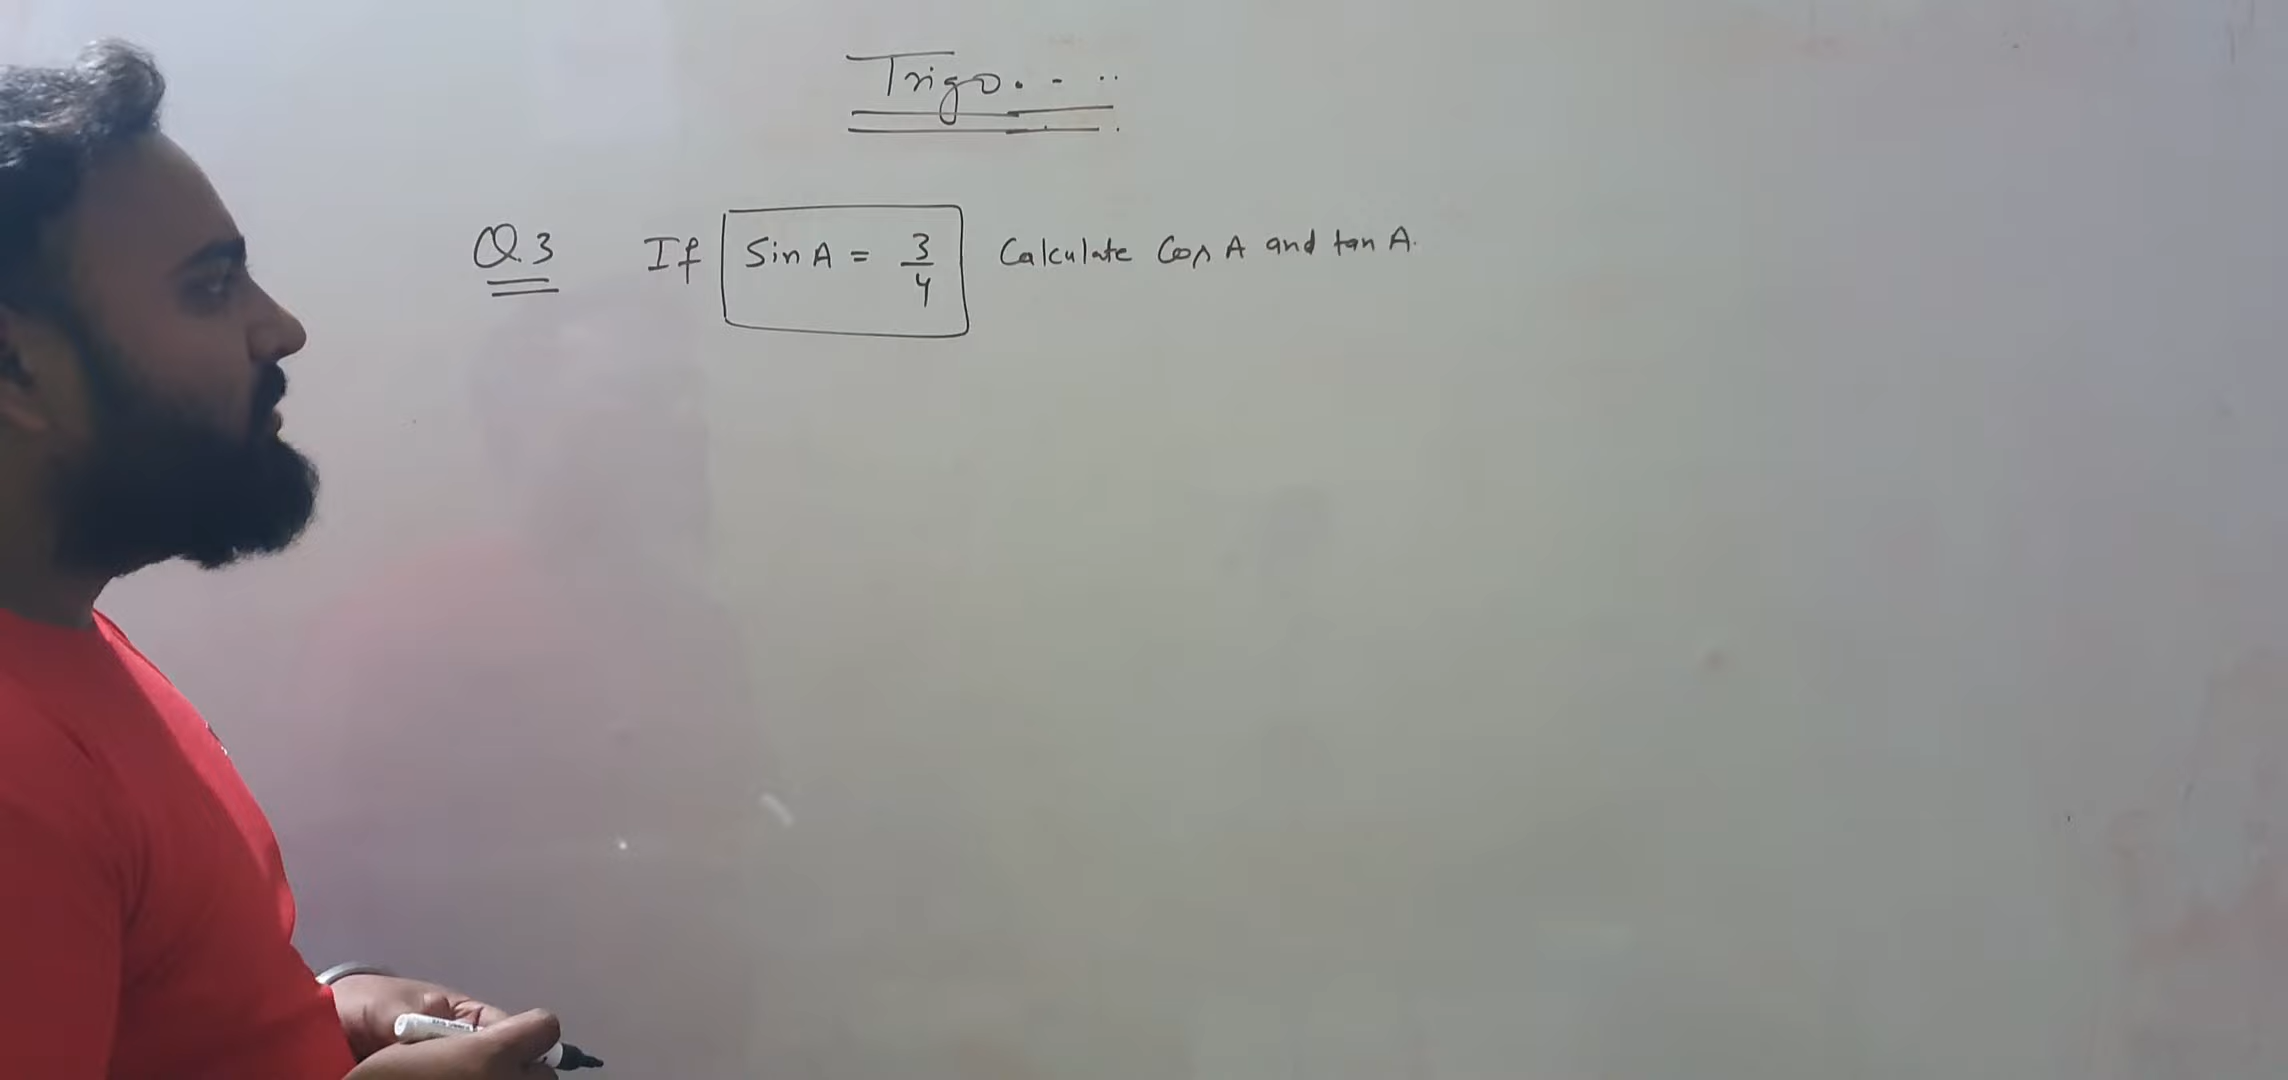 Trigo. - ..
Q.3 If Sin A = 3/4 Calculate Cos A and tan A.